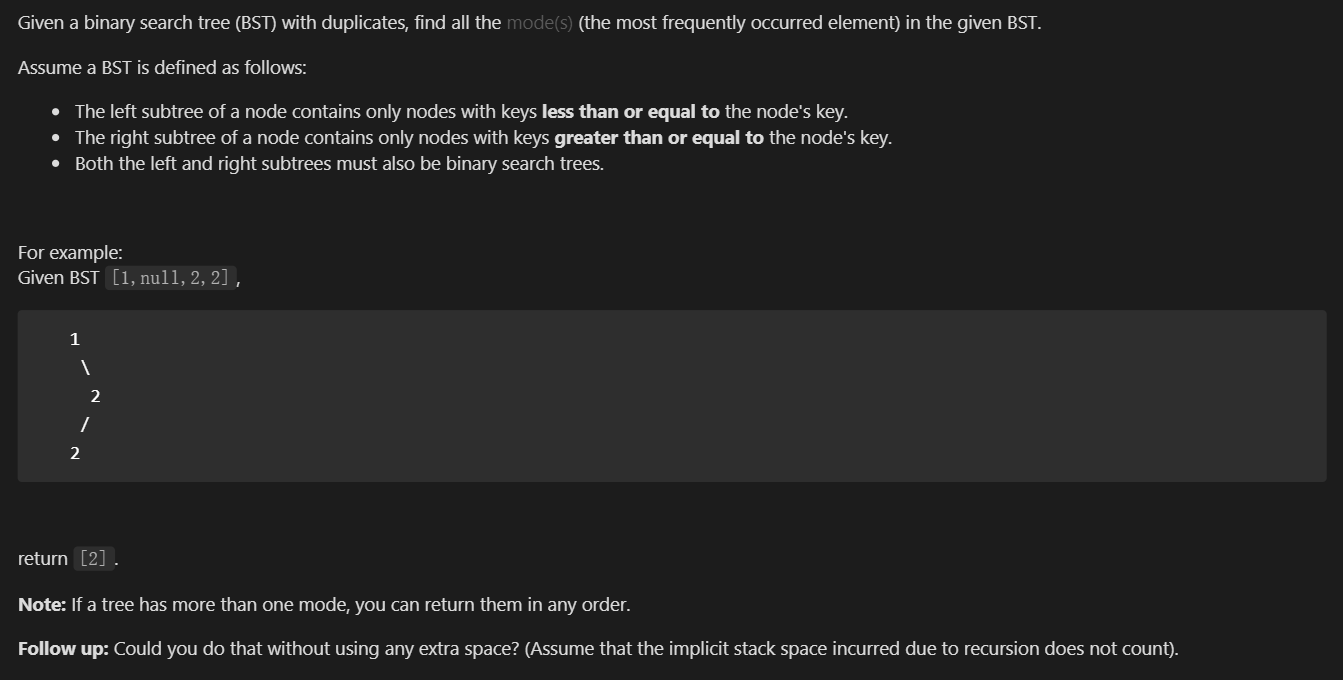 Given a binary search tree (BST) with duplicates, find all the mode(s) (the most frequently occurred element) in the given BST.
Assume a BST is defined as follows:
• The left subtree of a node contains only nodes with keys less than or equal to the node's key.
• The right subtree of a node contains only nodes with keys greater than or equal to the node's key.
• Both the left and right subtrees must also be binary search trees.
For example:
Given BST [1,null,2,2],
1
\
2
/
2
return [2].
Note: If a tree has more than one mode, you can return them in any order.
Follow up: Could you do that without using any extra space? (Assume that the implicit stack space incurred due to recursion does not count).